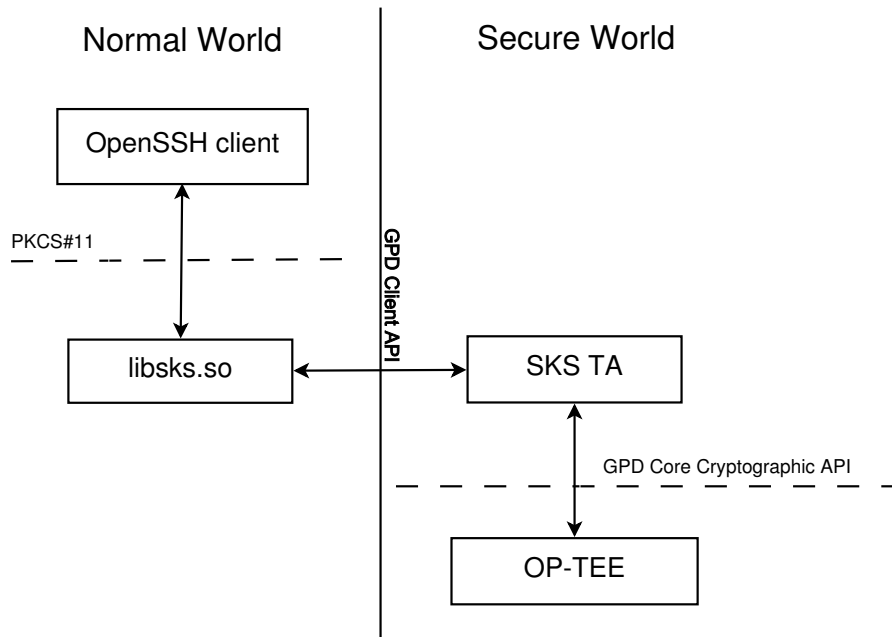 Normal World
Secure World
OpenSSH client
PKCS#11
GPD Client API
libsks.so
SKS TA
GPD Core Cryptographic API
OP-TEE